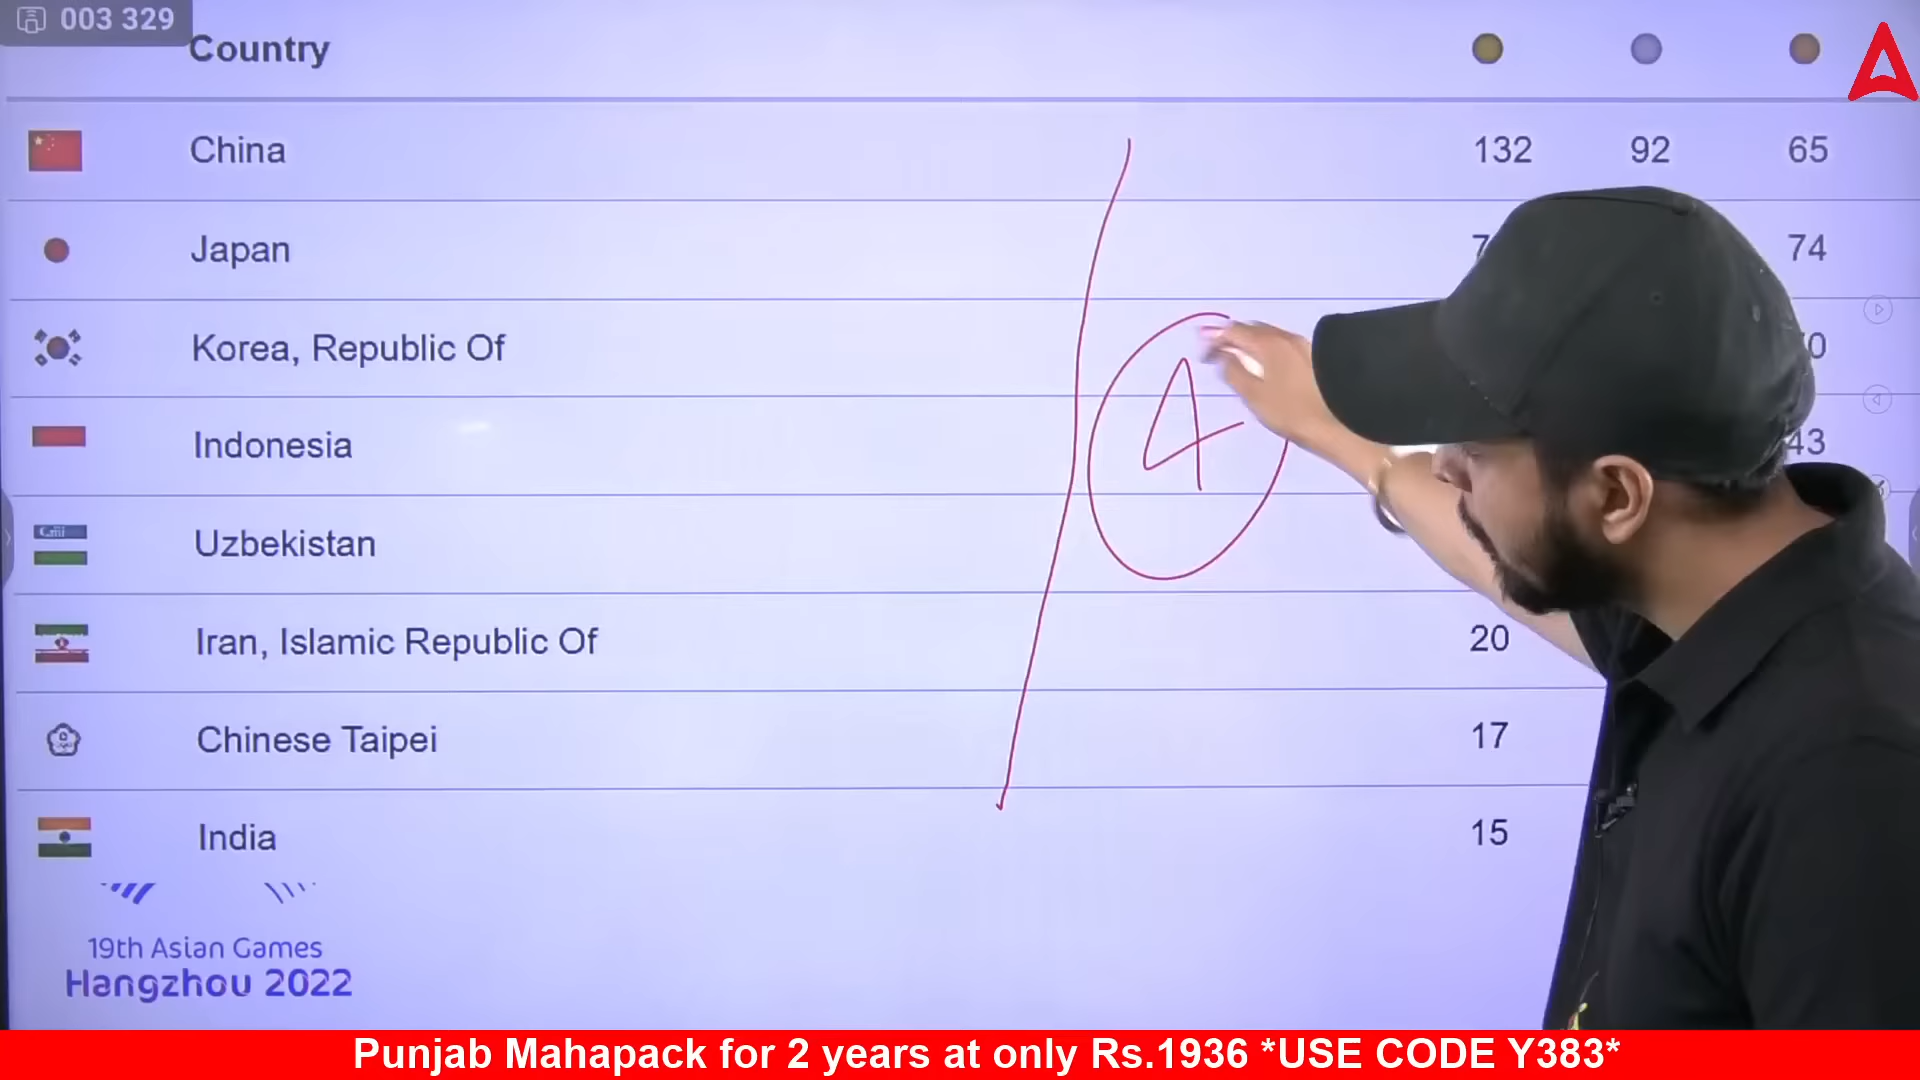 003 329
Country
China 132 92 65
Japan 74
Korea, Republic Of
Indonesia 43
Uzbekistan
Iran, Islamic Republic Of 20
Chinese Taipei 17
India 15
4
19th Asian Games
Hangzhou 2022
Punjab Mahapack for 2 years at only Rs.1936 *USE CODE Y383*